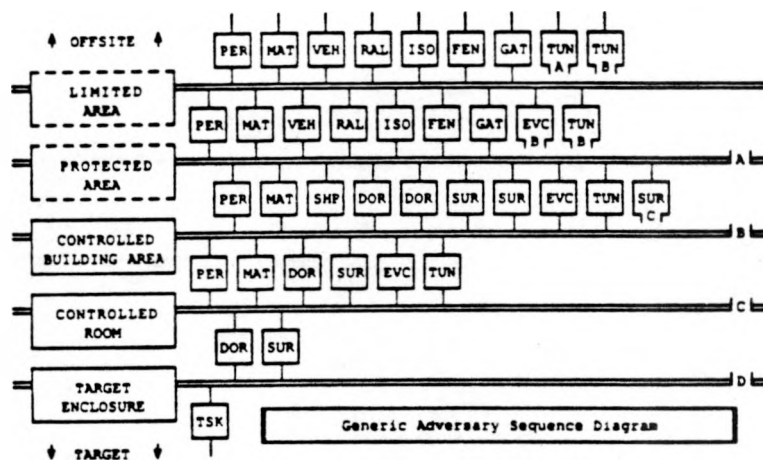 OFFSITE
PER MAT VEH RAL ISO FEN GAT TUN A TUN B
LIMITED
AREA
PER MAT VEH RAL ISO FEN GAT EVC B TUN B
PROTECTED
AREA
A
PER MAT SHP DOR DOR SUR SUR EVC TUN SUR C
CONTROLLED
BUILDING AREA
B
PER MAT DOR SUR EVC TUN
CONTROLLED
ROOM
C
DOR SUR
TARGET
ENCLOSURE
D
TSK
Generic Adversary Sequence Diagram
TARGET